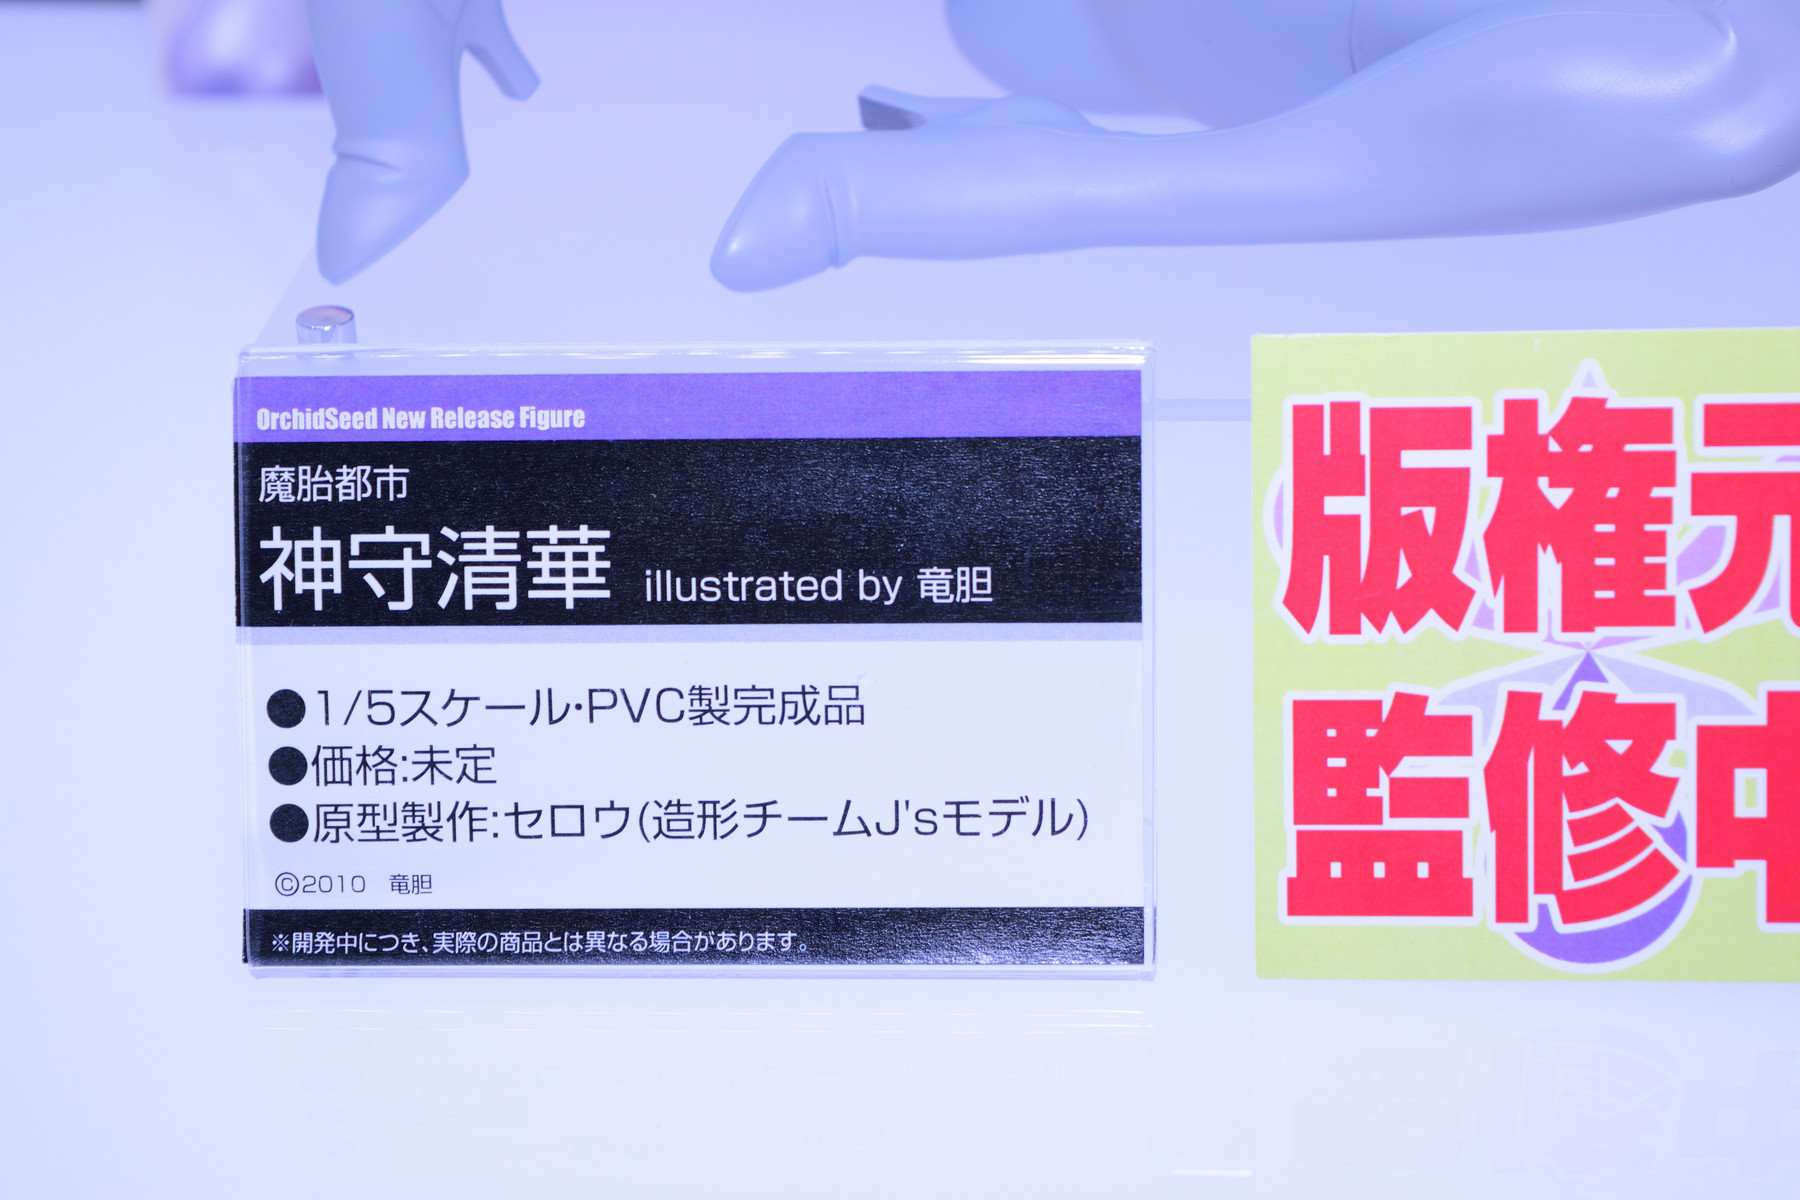 OrchidSeed New Release Figure
魔胎都市
神守清華 illustrated by 竜胆
●1/5スケール・PVC製完成品
●価格:未定
●原型製作:セロウ(造形チームJ'sモデル)
©2010 竜胆
※開発中につき、実際の商品とは異なる場合があります。
版権元
監修中